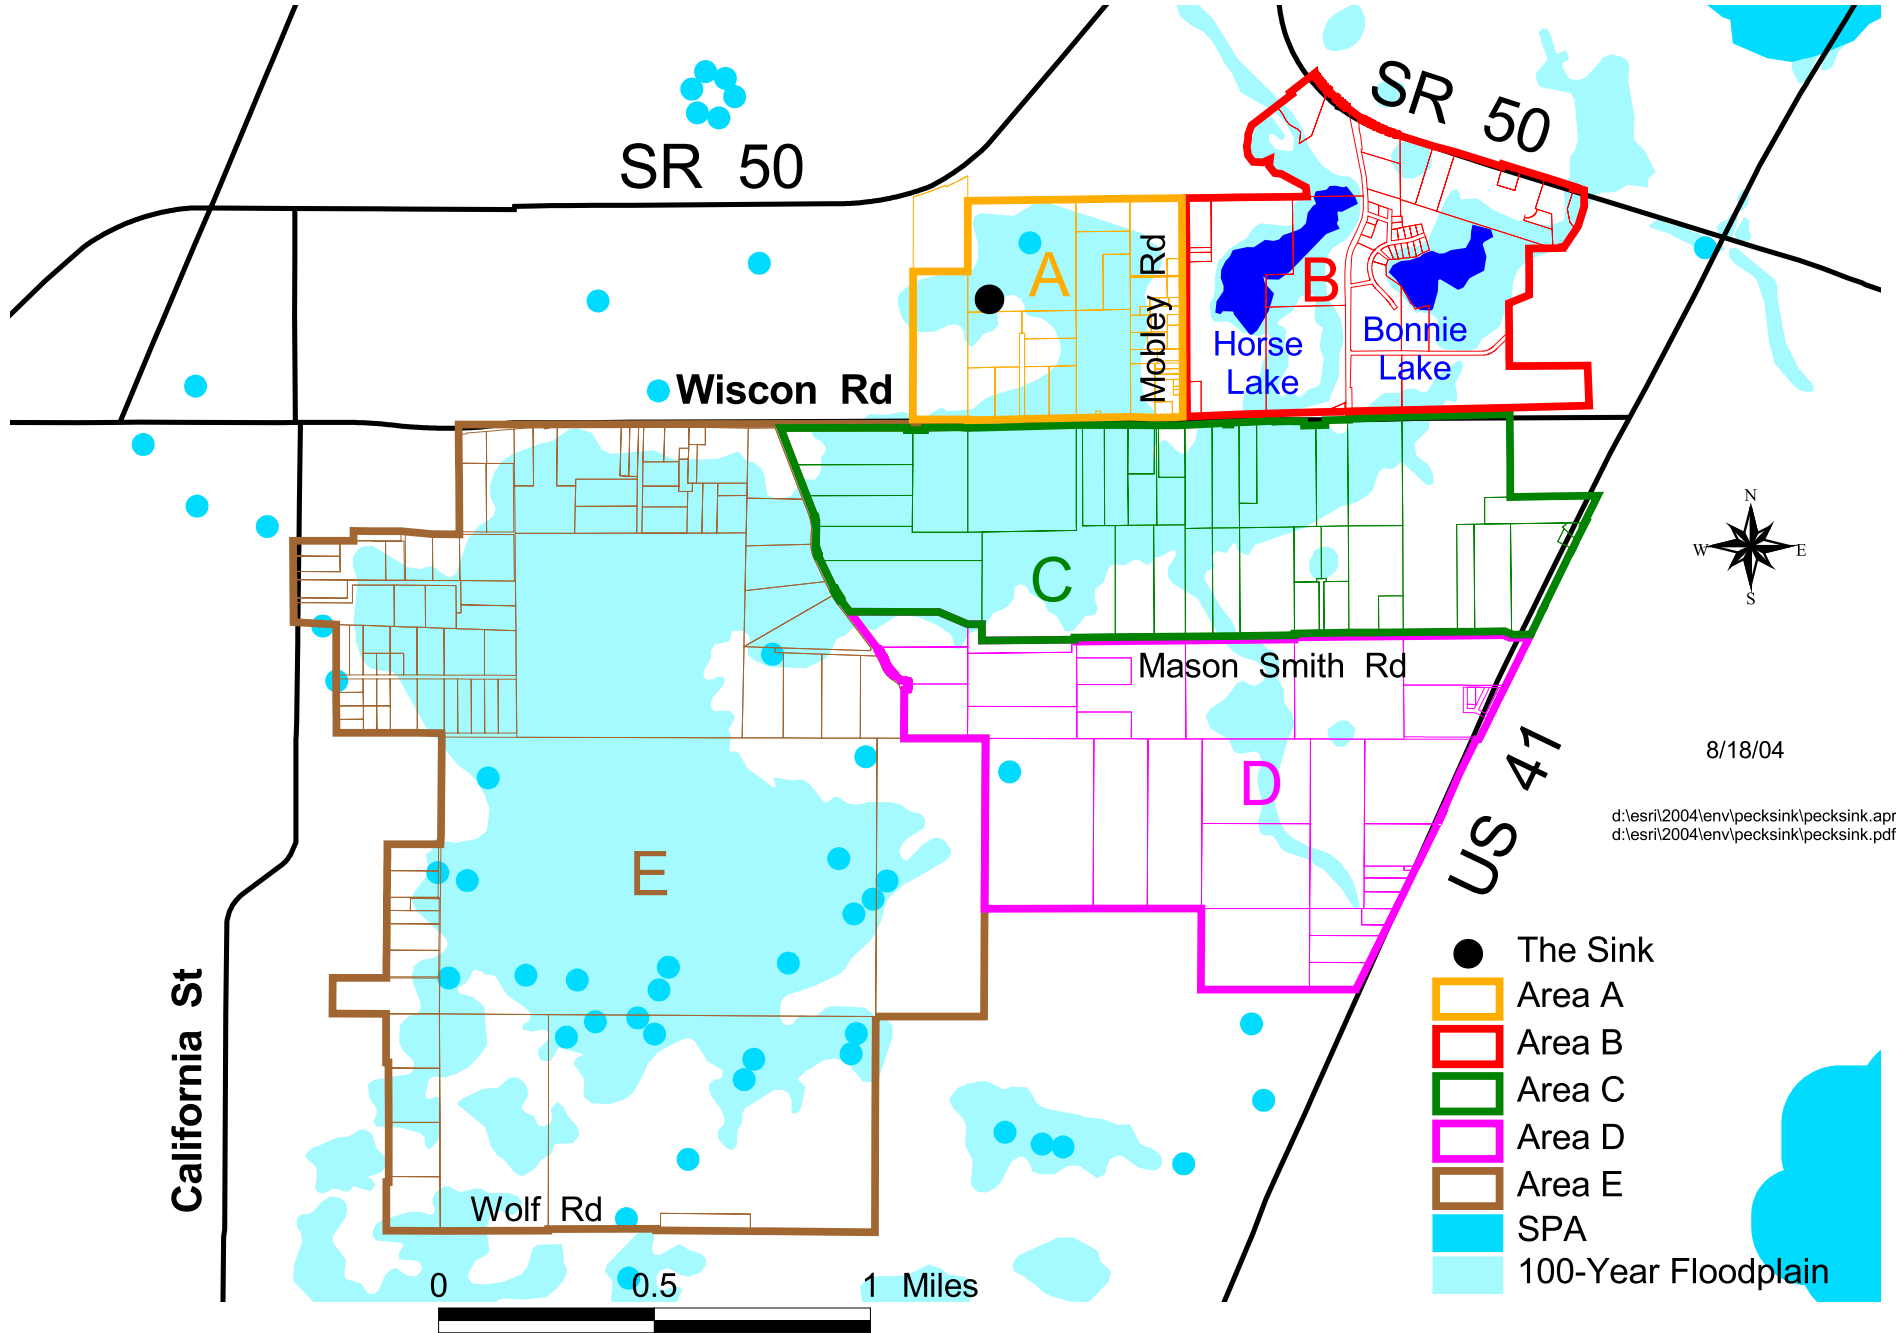 SR 50
SR 50
A
Mobley Rd
B
Horse
Lake
Bonnie
Lake
Wiscon Rd
N
W E
S
C
Mason Smith Rd
D
US 41
8/18/04
d:\esri\2004\env\pecksink\pecksink.apr
d:\esri\2004\env\pecksink\pecksink.pdf
E
California St
Wolf Rd
The Sink
Area A
Area B
Area C
Area D
Area E
SPA
100-Year Floodplain
0 0.5 1 Miles